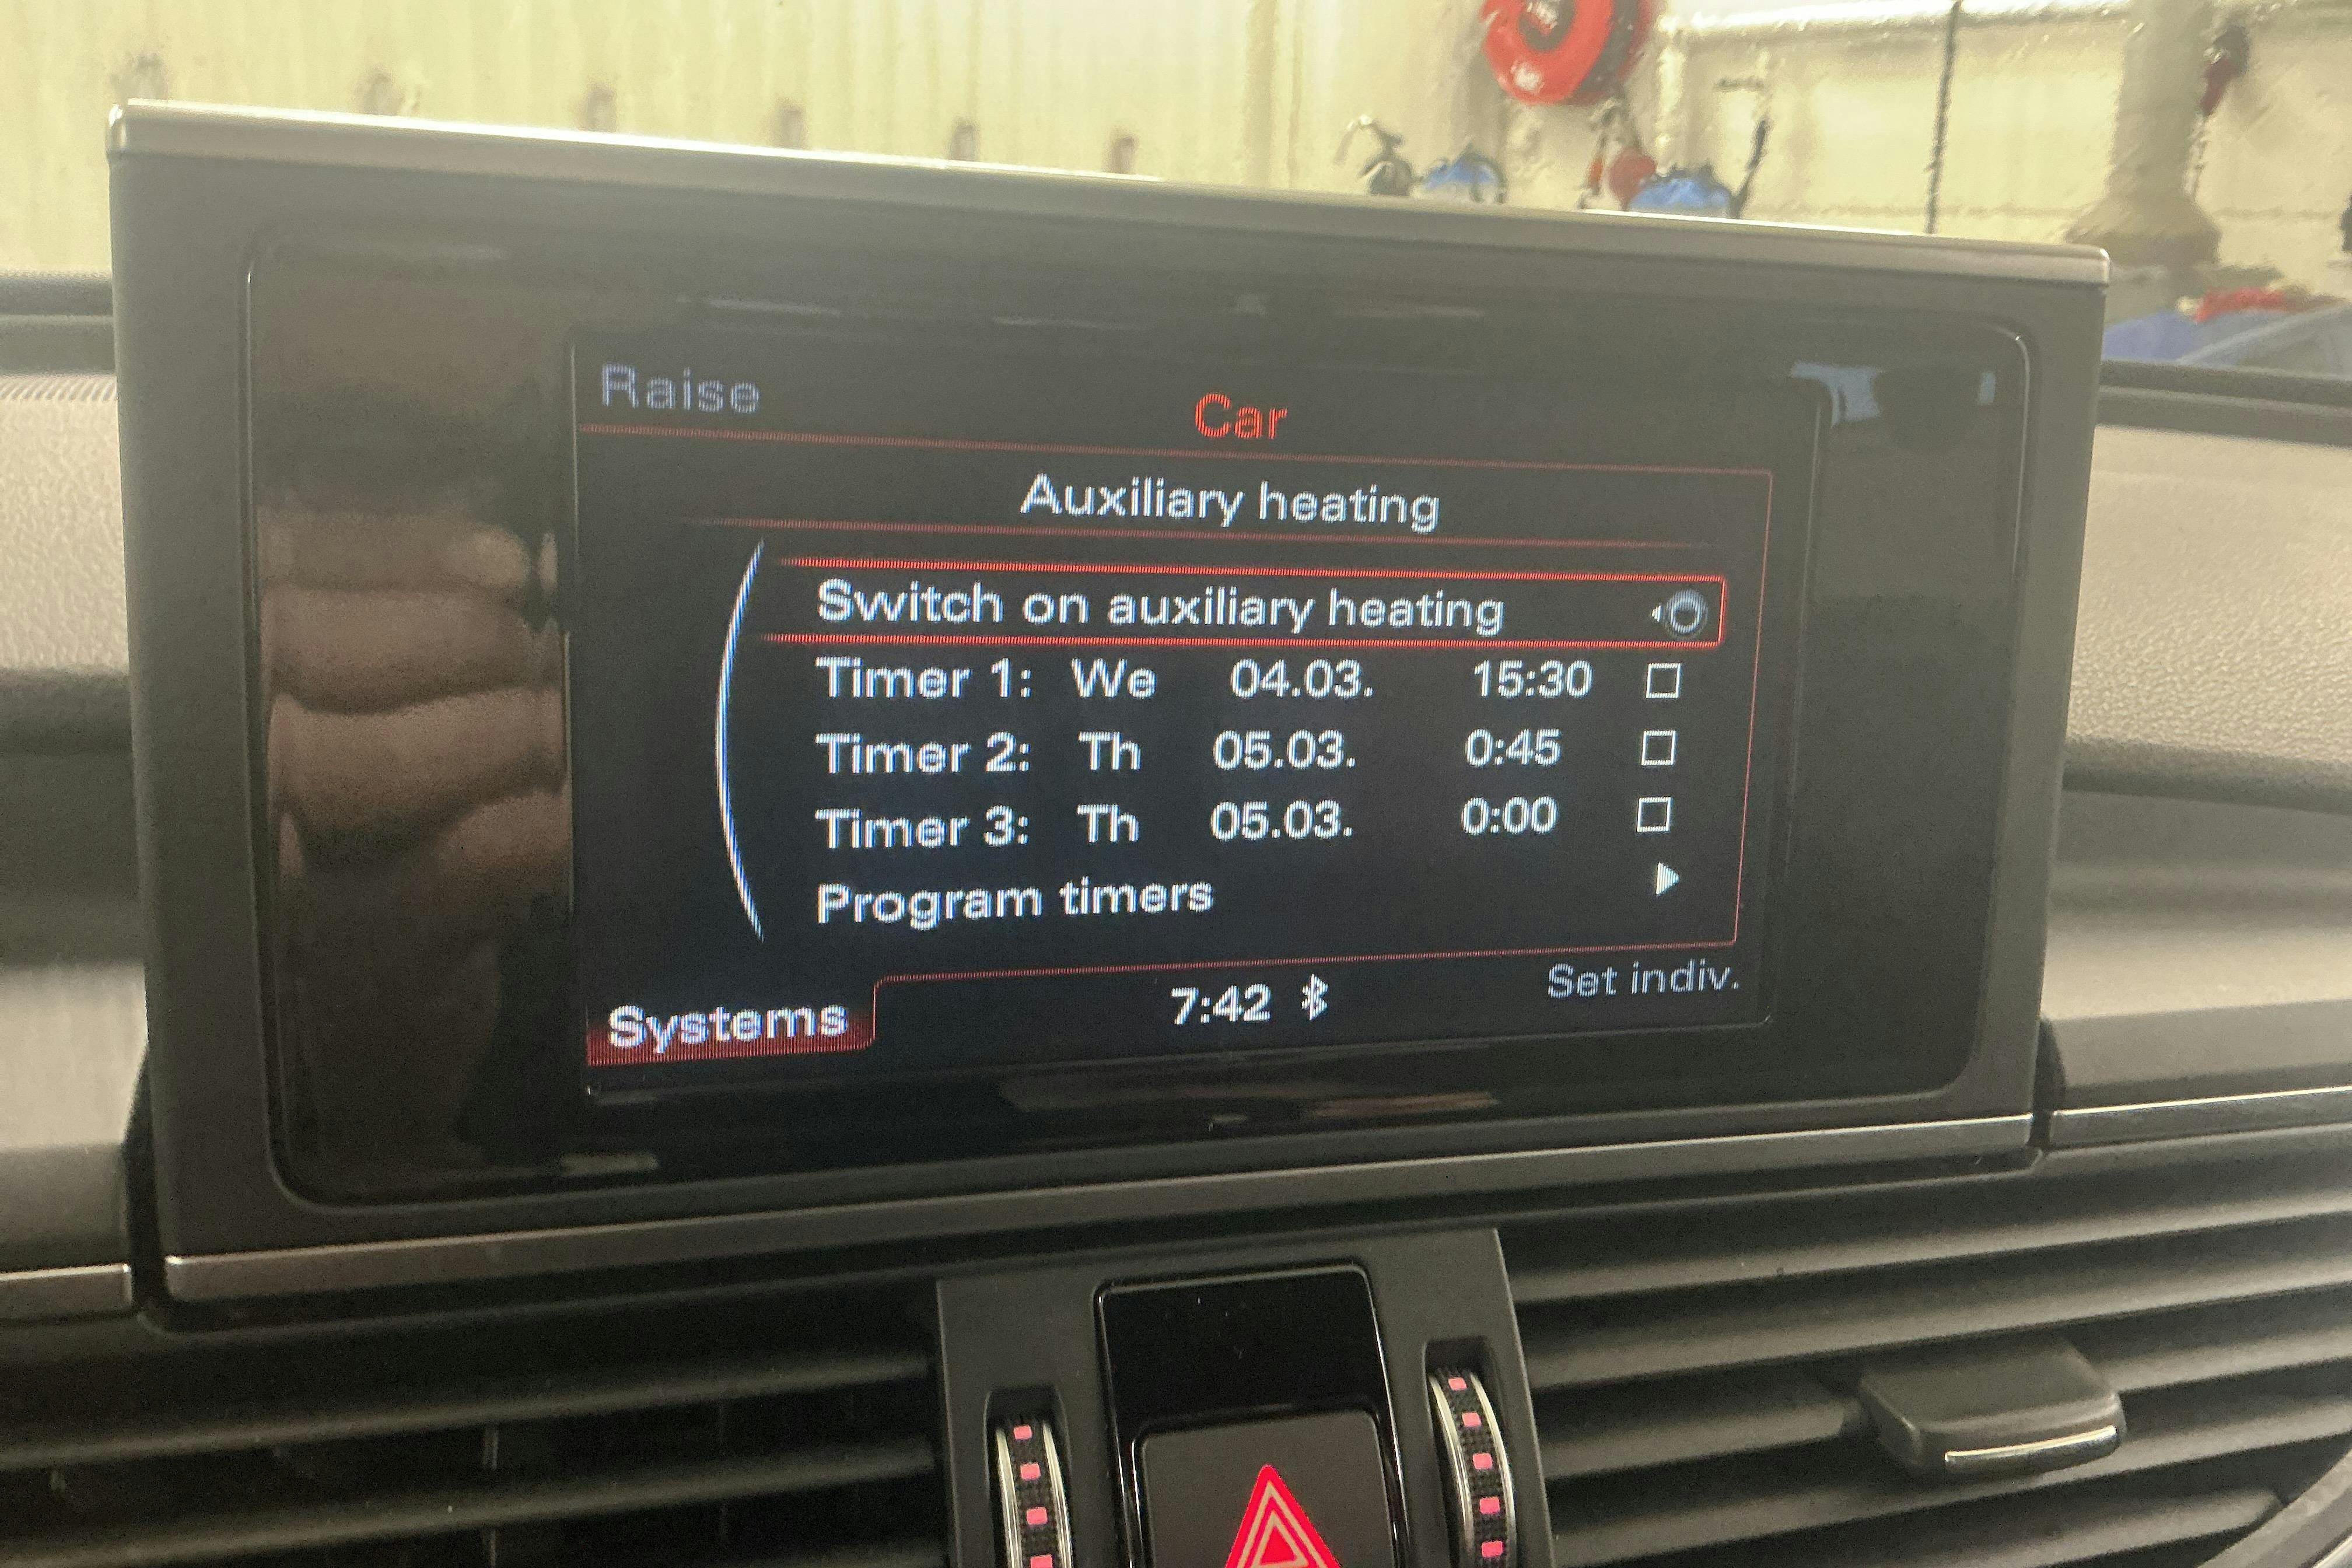 Raise
Car
Auxiliary heating
Switch on auxiliary heating
Timer 1: We 04.03. 15:30
Timer 2: Th 05.03. 0:45
Timer 3: Th 05.03. 0:00
Program timers
Systems
7:42
Set indiv.